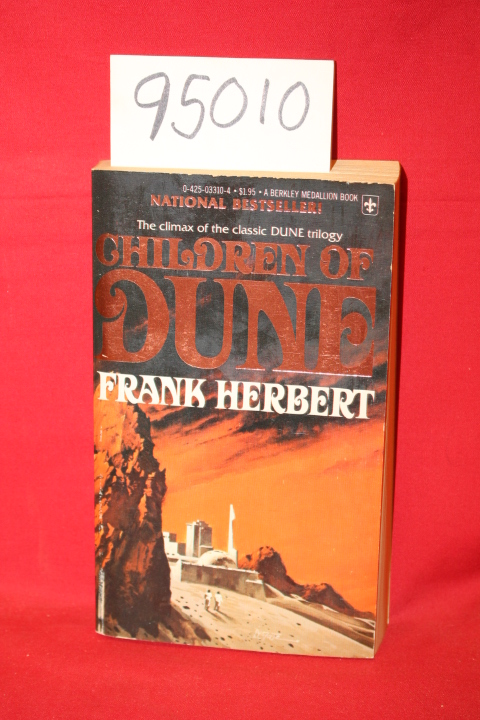 95010
0-425-03310-4 • $1.95 • A BERKLEY MEDALLION BOOK
NATIONAL BESTSELLER!
The climax of the classic DUNE trilogy
CHILDREN OF
DUNE
FRANK HERBERT